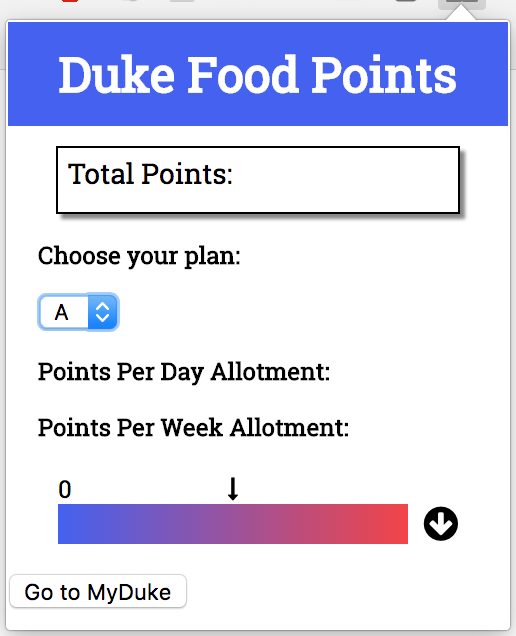 Duke Food Points
Total Points:
Choose your plan:
A
Points Per Day Allotment:
Points Per Week Allotment:
0
Go to MyDuke